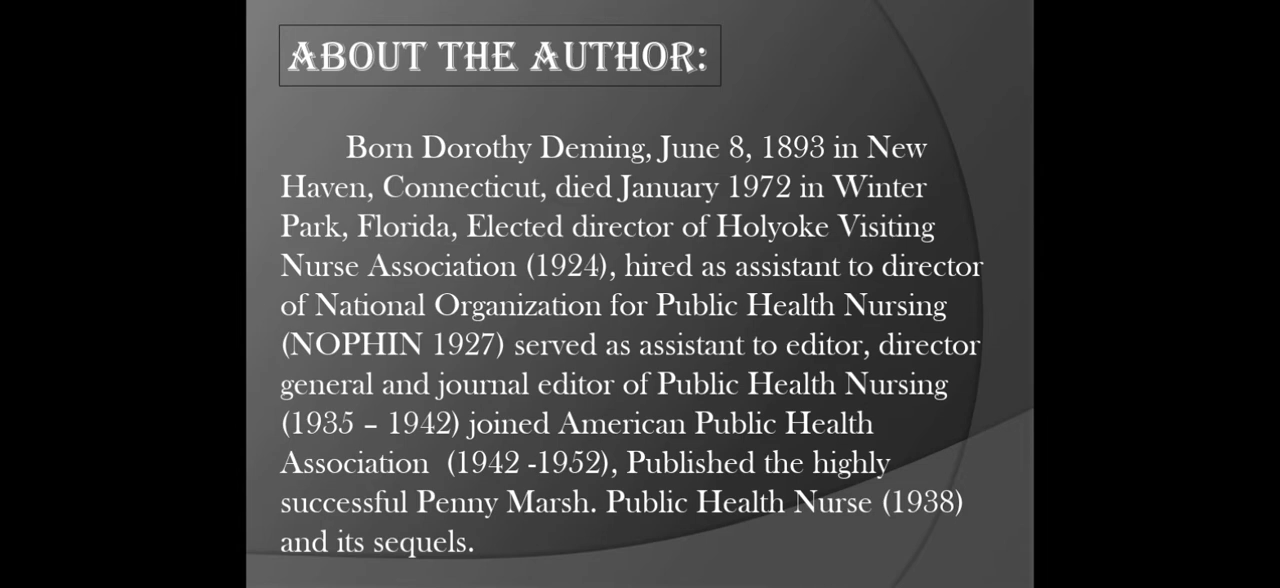 ABOUT THE AUTHOR:
Born Dorothy Deming, June 8, 1893 in New
Haven, Connecticut, died January 1972 in Winter
Park, Florida, Elected director of Holyoke Visiting
Nurse Association (1924), hired as assistant to director
of National Organization for Public Health Nursing
(NOPHIN 1927) served as assistant to editor, director
general and journal editor of Public Health Nursing
(1935 – 1942) joined American Public Health
Association (1942 -1952), Published the highly
successful Penny Marsh. Public Health Nurse (1938)
and its sequels.